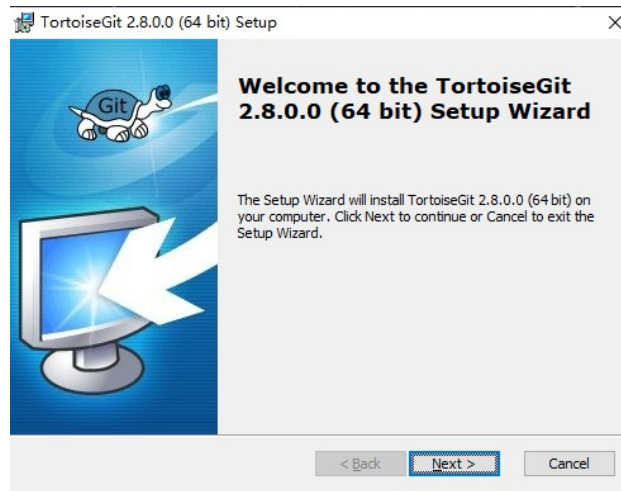 TortoiseGit 2.8.0.0 (64 bit) Setup
Git
Welcome to the TortoiseGit
2.8.0.0 (64 bit) Setup Wizard
The Setup Wizard will install TortoiseGit 2.8.0.0 (64 bit) on
your computer. Click Next to continue or Cancel to exit the
Setup Wizard.
< Back
Next >
Cancel